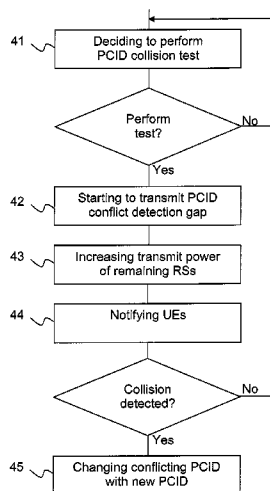 41
Deciding to perform
PCID collision test
Perform
test?
No
Yes
42
Starting to transmit PCID
conflict detection gap
43
Increasing transmit power
of remaining RSs
44
Notifying UEs
Collision
detected?
No
Yes
45
Changing conflicting PCID
with new PCID